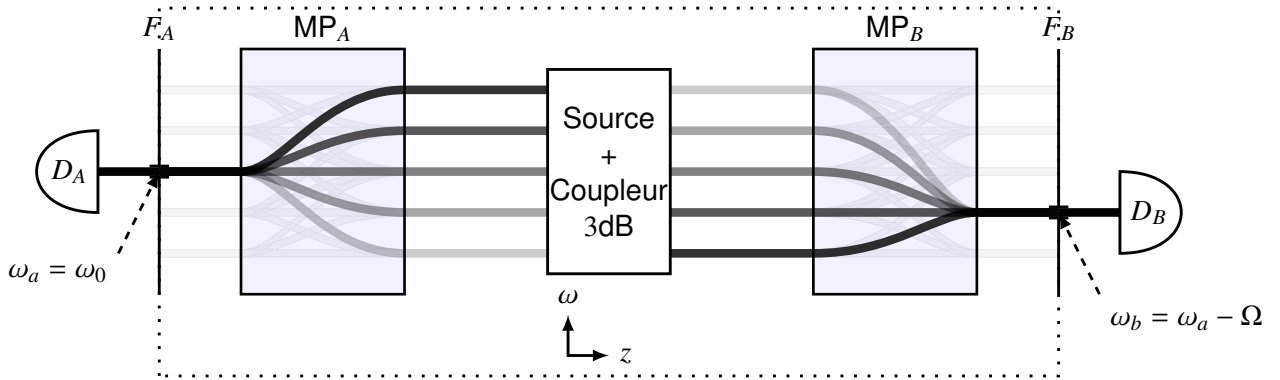 F_A
MP_A
MP_B
F_B
D_A
Source
+
Coupleur
3dB
D_B
ω_a = ω_0
ω_b = ω_a − Ω
ω
z